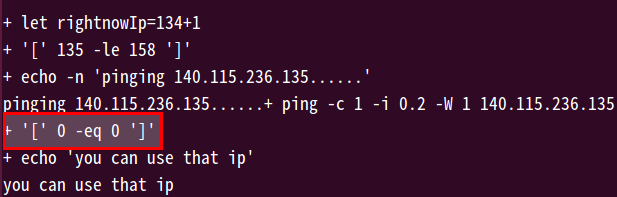 + let rightnowIp=134+1
+ '[' 135 -le 158 ']'
+ echo -n 'pinging 140.115.236.135......'
pinging 140.115.236.135......+ ping -c 1 -i 0.2 -W 1 140.115.236.135
+ '[' 0 -eq 0 ']'
+ echo 'you can use that ip'
you can use that ip